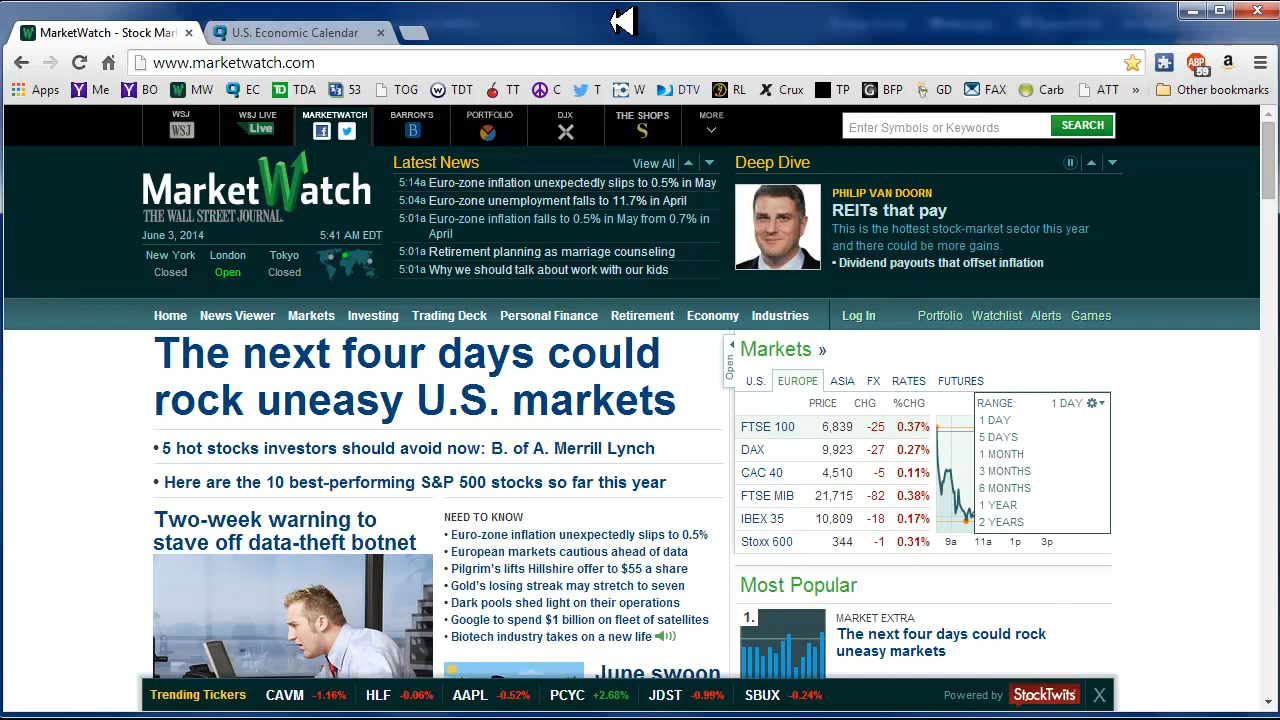 MarketWatch - Stock Mar
U.S. Economic Calendar
www.marketwatch.com
ABP
59
Apps
Me
BO
MW
EC
TD
TDA
53
TOG
TDT
TT
C
T
W
DTV
RL
Crux
TP
BFP
GD
FAX
Carb
ATT
»
Other bookmarks
WSJ
WSJ
WSJ LIVE
Live
MARKETWATCH
BARRON'S
B
PORTFOLIO
DJX
THE SHOPS
S
MORE
Enter Symbols or Keywords
SEARCH
MarketWatch
THE WALL STREET JOURNAL.
June 3, 2014
5:41 AM EDT
New York
London
Tokyo
Closed
Open
Closed
Latest News
View All
5:14a Euro-zone inflation unexpectedly slips to 0.5% in May
5:04a Euro-zone unemployment falls to 11.7% in April
5:01a Euro-zone inflation falls to 0.5% in May from 0.7% in
April
5:01a Retirement planning as marriage counseling
5:01a Why we should talk about work with our kids
Deep Dive
PHILIP VAN DOORN
REITs that pay
This is the hottest stock-market sector this year
and there could be more gains.
• Dividend payouts that offset inflation
Home
News Viewer
Markets
Investing
Trading Deck
Personal Finance
Retirement
Economy
Industries
Log In
Portfolio
Watchlist
Alerts
Games
The next four days could
rock uneasy U.S. markets
• 5 hot stocks investors should avoid now: B. of A. Merrill Lynch
• Here are the 10 best-performing S&P 500 stocks so far this year
Two-week warning to
stave off data-theft botnet
NEED TO KNOW
• Euro-zone inflation unexpectedly slips to 0.5%
• European markets cautious ahead of data
• Pilgrim's lifts Hillshire offer to $55 a share
• Gold's losing streak may stretch to seven
• Dark pools shed light on their operations
• Google to spend $1 billion on fleet of satellites
• Biotech industry takes on a new life
June swoon
Open
Markets »
U.S.
EUROPE
ASIA
FX
RATES
FUTURES
PRICE CHG %CHG
FTSE 100 6,839 -25 0.37%
DAX 9,923 -27 0.27%
CAC 40 4,510 -5 0.11%
FTSE MIB 21,715 -82 0.38%
IBEX 35 10,809 -18 0.17%
Stoxx 600 344 -1 0.31%
RANGE: 1 DAY
1 DAY
5 DAYS
1 MONTH
3 MONTHS
6 MONTHS
1 YEAR
2 YEARS
9a 11a 1p 3p
Most Popular
1.
MARKET EXTRA
The next four days could rock
uneasy markets
Trending Tickers
CAVM -1.16%
HLF -0.06%
AAPL -0.52%
PCYC +2.68%
JDST -0.99%
SBUX -0.24%
Powered by
STOCKTWITS
X